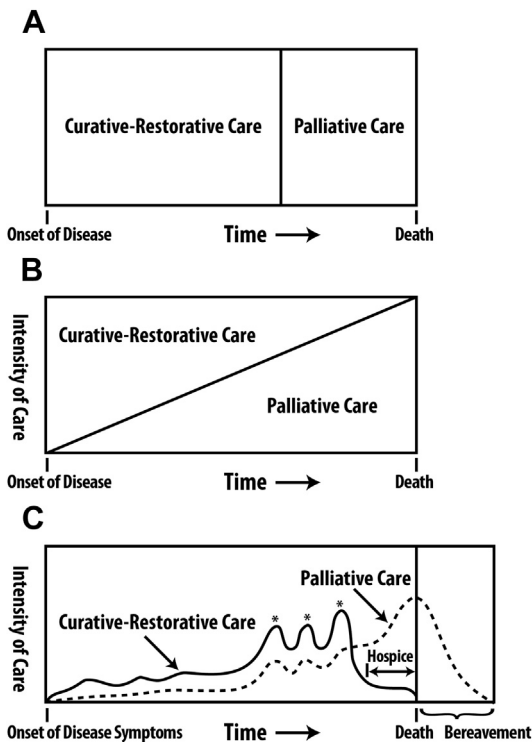 A
Curative-Restorative Care
Palliative Care
Onset of Disease
Time
Death
B
Intensity of Care
Curative-Restorative Care
Palliative Care
Onset of Disease
Time
Death
C
Intensity of Care
Palliative Care
Curative-Restorative Care
* * *
Hospice
Onset of Disease Symptoms
Time
Death
Bereavement